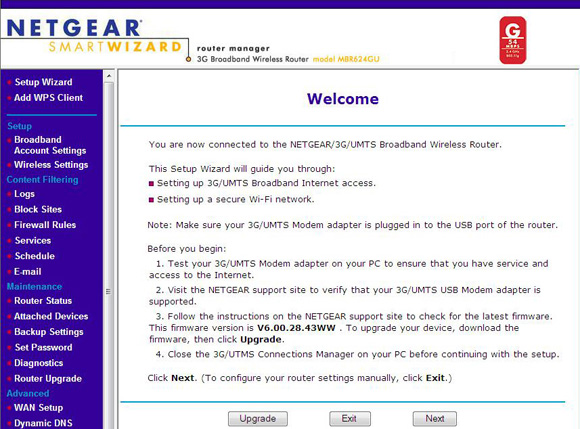 NETGEAR®
SMARTWIZARD
router manager
3G Broadband Wireless Router model MBR624GU
G
54
MBPS
2.4 GHz
802.11g
Setup Wizard
Add WPS Client
Setup
Broadband
Account Settings
Wireless Settings
Content Filtering
Logs
Block Sites
Firewall Rules
Services
Schedule
E-mail
Maintenance
Router Status
Attached Devices
Backup Settings
Set Password
Diagnostics
Router Upgrade
Advanced
WAN Setup
Dynamic DNS
Welcome
You are now connected to the NETGEAR/3G/UMTS Broadband Wireless Router.
This Setup Wizard will guide you through:
Setting up 3G/UMTS Broadband Internet access.
Setting up a secure Wi-Fi network.
Note: Make sure your 3G/UMTS Modem adapter is plugged in to the USB port of the router.
Before you begin:
1. Test your 3G/UMTS Modem adapter on your PC to ensure that you have service and
access to the Internet.
2. Visit the NETGEAR support site to verify that your 3G/UMTS USB Modem adapter is
supported.
3. Follow the instructions on the NETGEAR support site to check for the latest firmware.
This firmware version is V6.00.28.43WW . To upgrade your device, download the
firmware, then click Upgrade.
4. Close the 3G/UTMS Connections Manager on your PC before continuing with the setup.
Click Next. (To configure your router settings manually, click Exit.)
Upgrade
Exit
Next